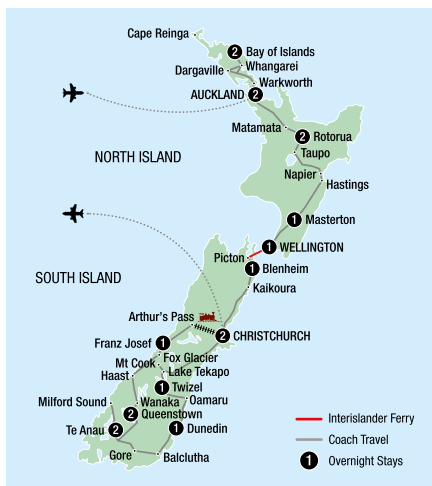 Cape Reinga
2 Bay of Islands
Whangarei
Dargaville
Warkworth
AUCKLAND 2
Matamata
2 Rotorua
Taupo
NORTH ISLAND
Napier
Hastings
1 Masterton
1 WELLINGTON
Picton
1 Blenheim
SOUTH ISLAND
Kaikoura
Arthur's Pass
2 CHRISTCHURCH
Franz Josef 1
Fox Glacier
Mt Cook
Lake Tekapo
Haast
1 Twizel
Oamaru
Milford Sound
Wanaka
2 Queenstown
Te Anau 2
1 Dunedin
Gore
Balclutha
Interislander Ferry
Coach Travel
1 Overnight Stays